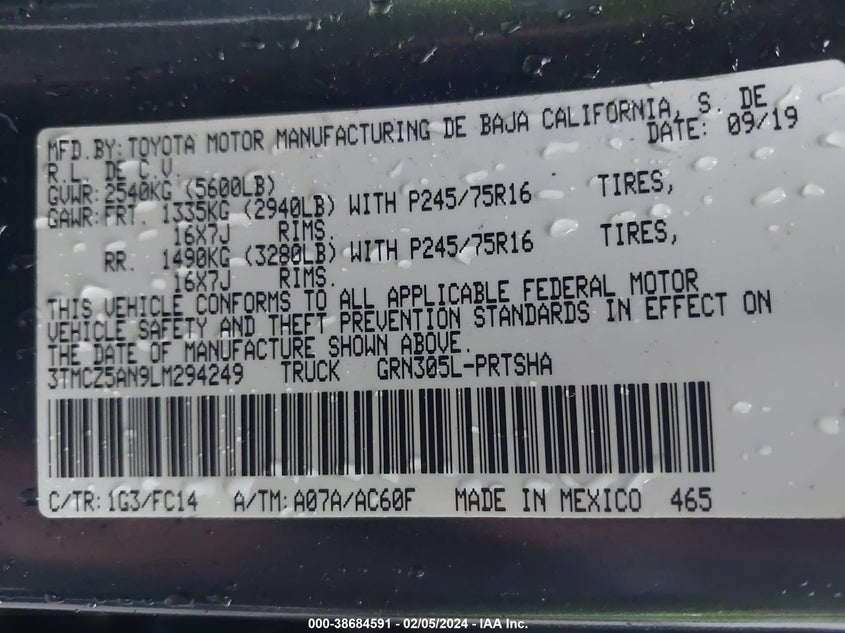 MFD.BY: TOYOTA MOTOR MANUFACTURING DE BAJA CALIFORNIA, S. DE
R.L. DE C.V. DATE: 09/19
GVWR: 2540KG (5600LB)
GAWR: FRT. 1335KG (2940LB) WITH P245/75R16 TIRES,
16X7J RIMS.
RR. 1490KG (3280LB) WITH P245/75R16 TIRES,
16X7J RIMS.
THIS VEHICLE CONFORMS TO ALL APPLICABLE FEDERAL MOTOR
VEHICLE SAFETY AND THEFT PREVENTION STANDARDS IN EFFECT ON
THE DATE OF MANUFACTURE SHOWN ABOVE.
3TMCZ5AN9LM294249 TRUCK GRN305L-PRTSHA
C/TR: 1G3/FC14 A/TM: A07A/AC60F MADE IN MEXICO 465
000-38684591 - 02/05/2024 - IAA Inc.